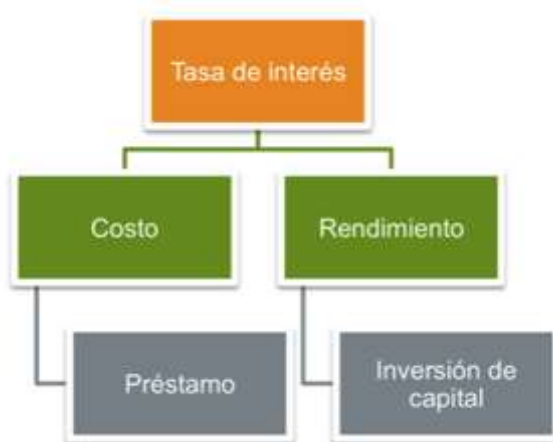 Tasa de interés
Costo
Rendimiento
Préstamo
Inversión de
capital